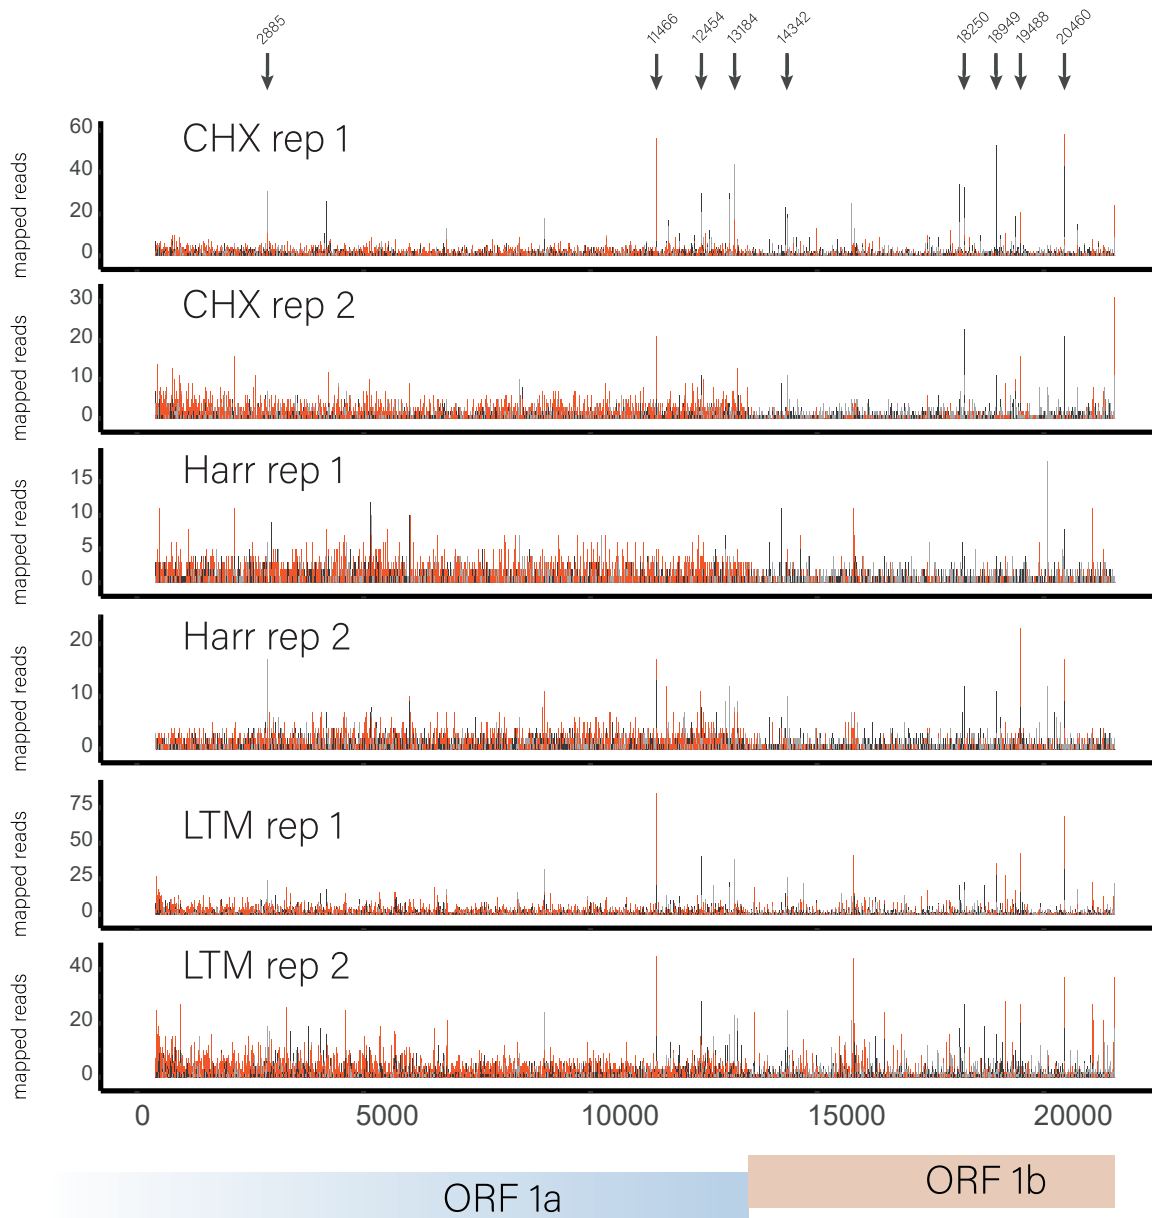 2885 11466 12454 13184 14342 18250 18949 19488 20460
CHX rep 1
mapped reads
60
40
20
0
CHX rep 2
mapped reads
30
20
10
0
Harr rep 1
mapped reads
15
10
5
0
Harr rep 2
mapped reads
20
10
0
LTM rep 1
mapped reads
75
50
25
0
LTM rep 2
mapped reads
40
20
0
0 5000 10000 15000 20000
ORF 1a
ORF 1b